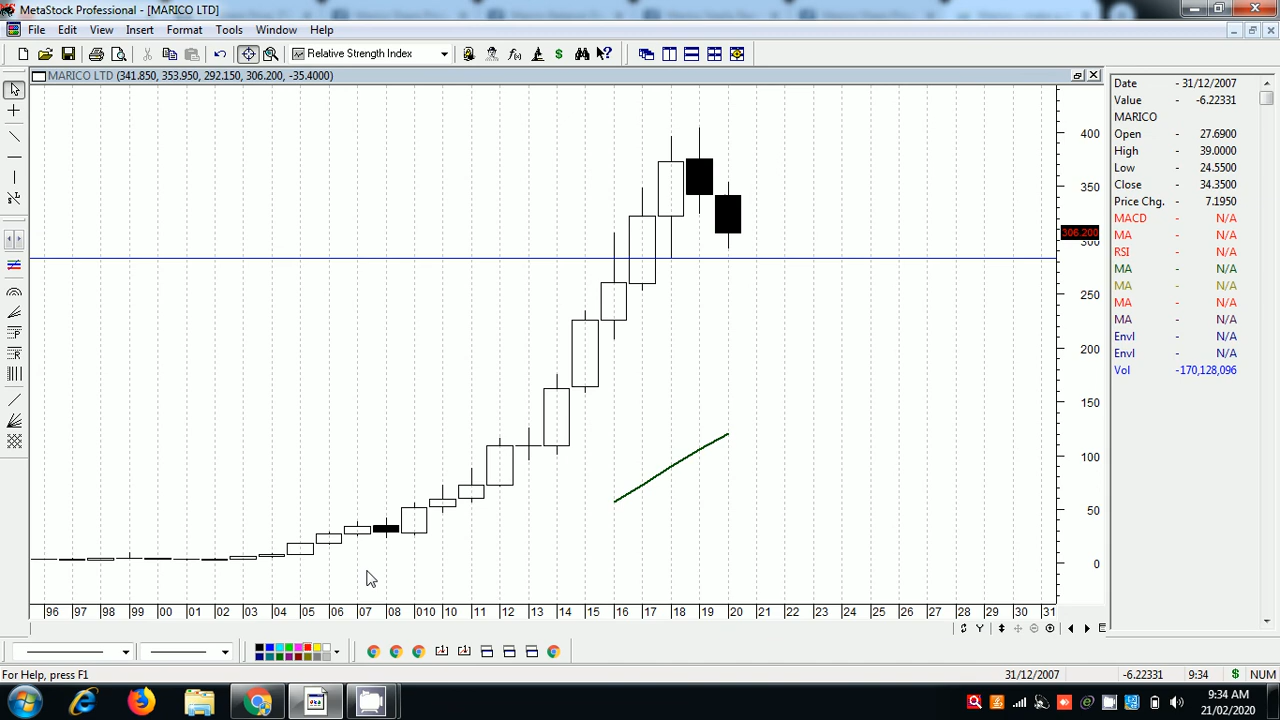 MetaStock Professional - [MARICO LTD]
File Edit View Insert Format Tools Window Help
Relative Strength Index
MARICO LTD (341.850, 353.950, 292.150, 306.200, -35.4000)
Date - 31/12/2007
Value - -6.22331
MARICO
Open - 27.6900
High - 39.0000
Low - 24.5500
Close - 34.3500
Price Chg. - 7.1950
MACD - N/A
MA - N/A
RSI - N/A
MA - N/A
MA - N/A
MA - N/A
MA - N/A
Envl - N/A
Envl - N/A
Vol -170,128,096
400
350
306.200
300
250
200
150
100
50
0
96 97 98 99 00 01 02 03 04 05 06 07 08 010 10 11 12 13 14 15 16 17 18 19 20 21 22 23 24 25 26 27 28 29 30 31
For Help, press F1
31/12/2007 -6.22331 9:34 $ NUM
9:34 AM
21/02/2020